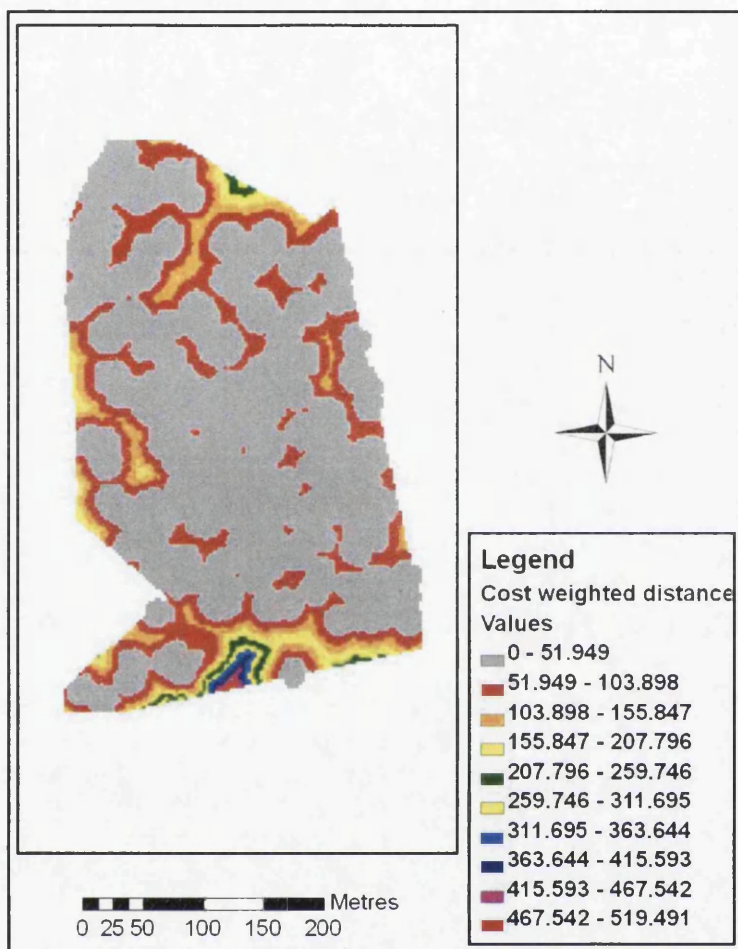 N
Legend
Cost weighted distance
Values
0 - 51.949
51.949 - 103.898
103.898 - 155.847
155.847 - 207.796
207.796 - 259.746
259.746 - 311.695
311.695 - 363.644
363.644 - 415.593
415.593 - 467.542
467.542 - 519.491
Metres
0 25 50 100 150 200